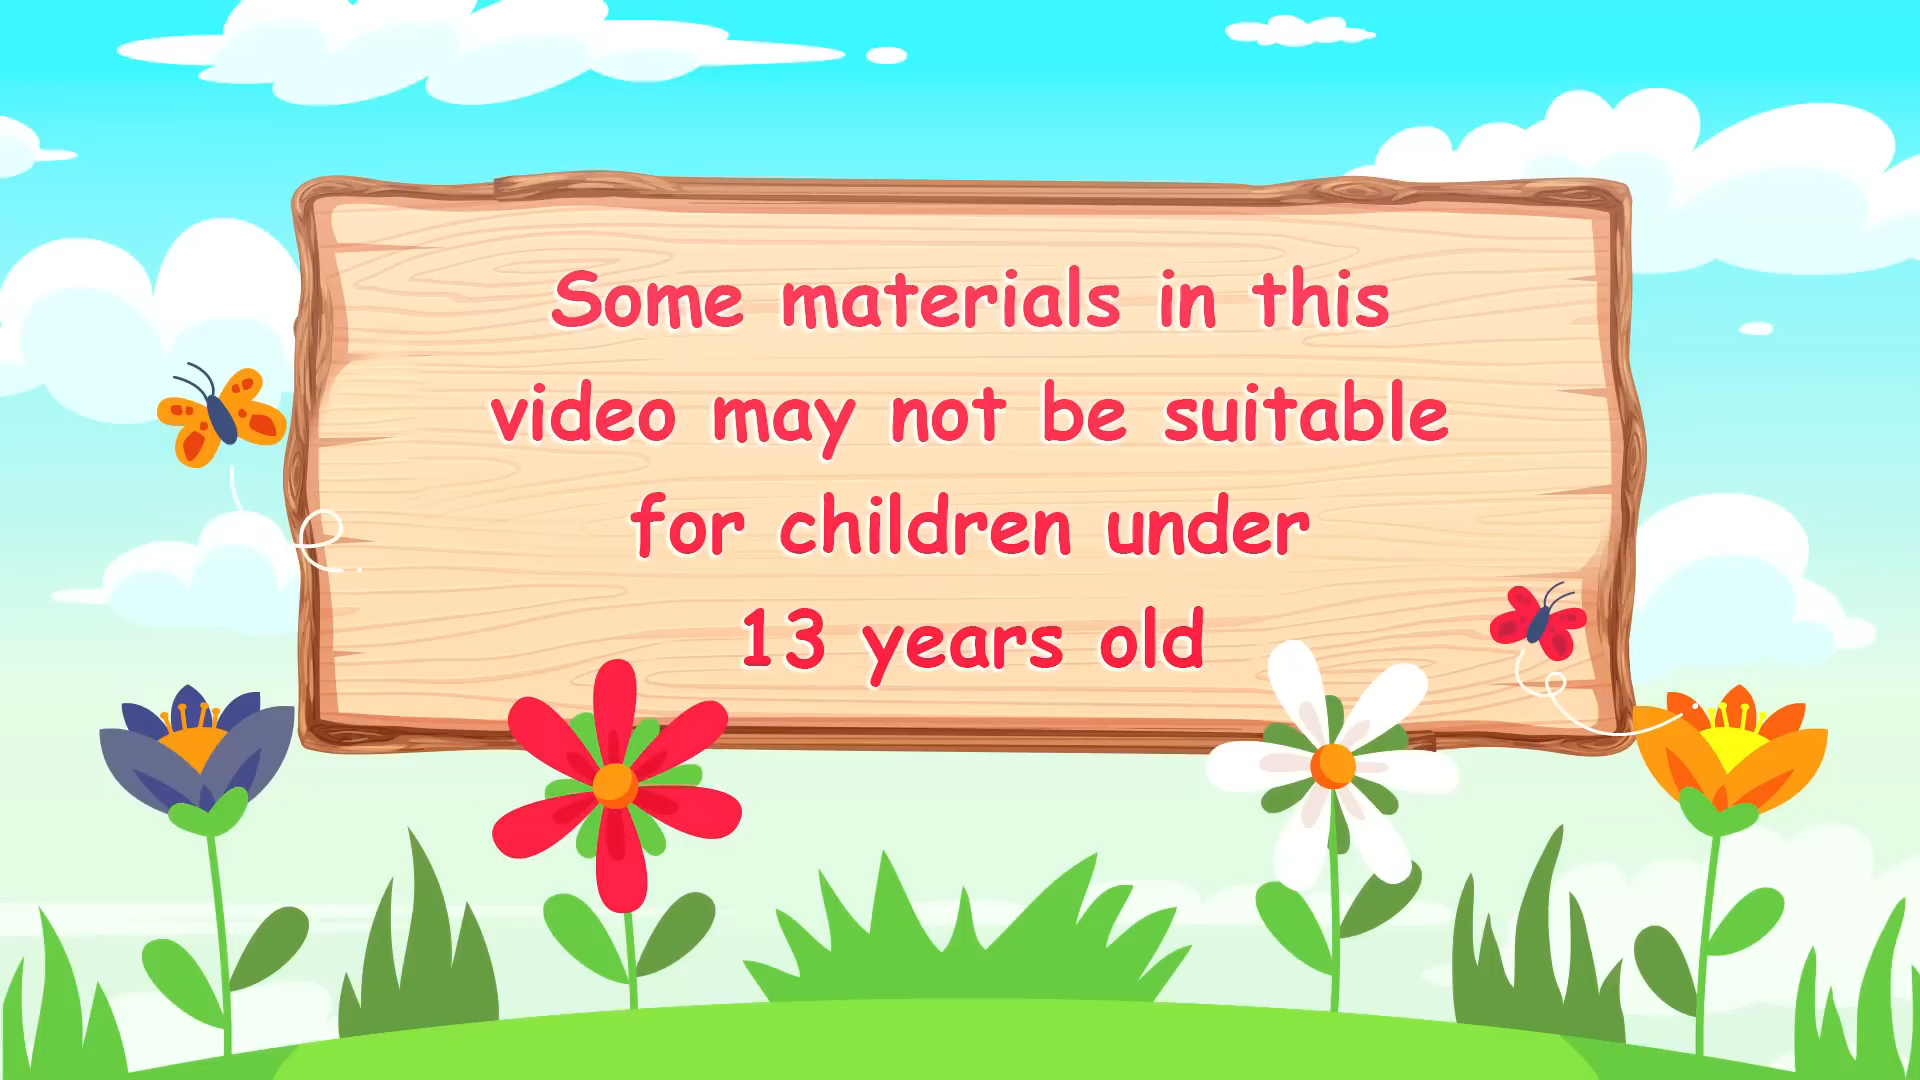 Some materials in this
video may not be suitable
for children under
13 years old